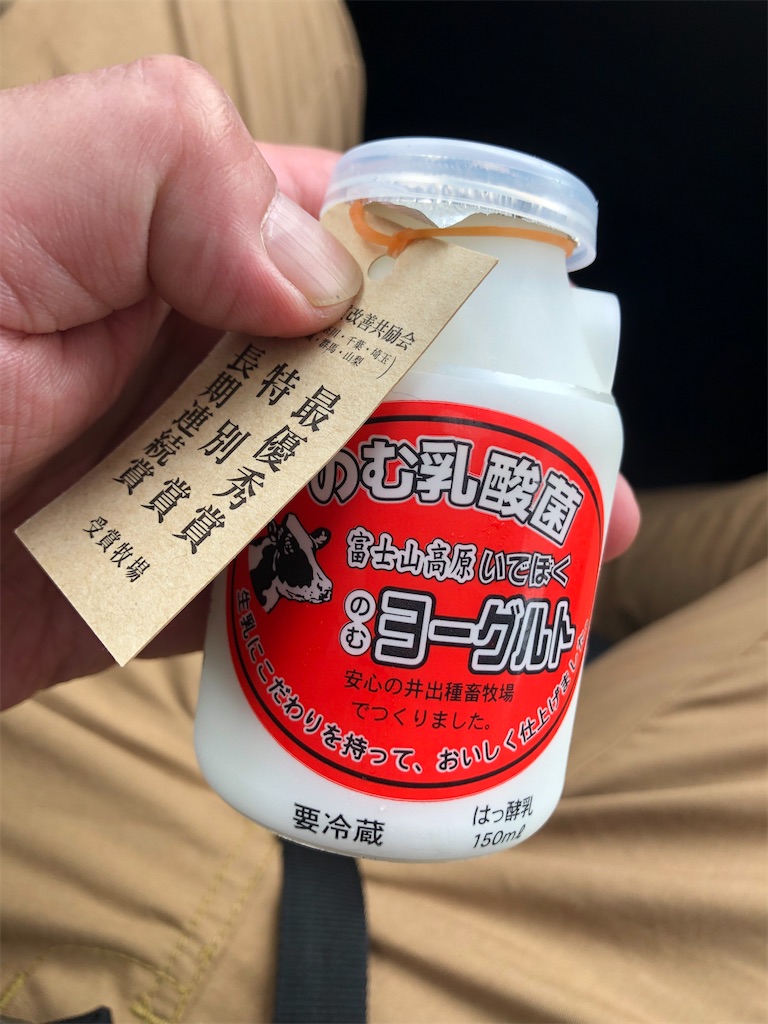 改善共励会
千葉・埼玉
・群馬・山梨
最優秀賞
特別賞
長期連続賞
受賞牧場
のむ乳酸菌
富士山高原いでぼく
のむヨーグルト
安心の井出種畜牧場
でつくりました。
生乳にこだわりを持って、おいしく仕上げました。
要冷蔵
はっ酵乳
150mℓ